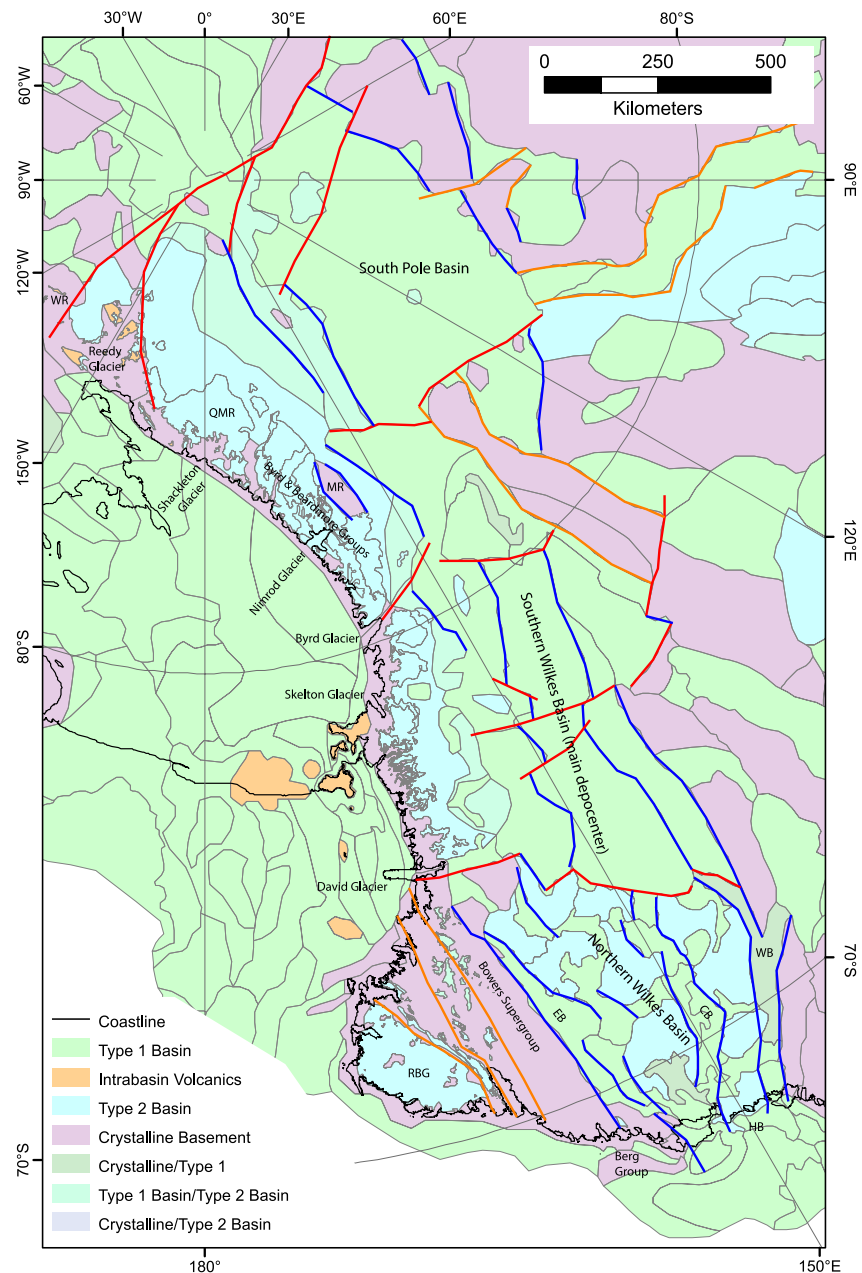 30°W
0°
30°E
60°E
80°S
0
250
500
Kilometers
60°W
90°W
90°E
120°W
South Pole Basin
WR
Reedy
Glacier
QMR
150°W
Shackleton
Glacier
Byrd & Beardmore Groups
MR
120°E
Nimrod Glacier
Byrd Glacier
80°S
Skelton Glacier
Southern Wilkes Basin (main depocenter)
David Glacier
Northern Wilkes Basin
WB
70°S
Bowers Supergroup
EB
CB
RBG
HB
Berg
Group
Coastline
Type 1 Basin
Intrabasin Volcanics
Type 2 Basin
Crystalline Basement
Crystalline/Type 1
Type 1 Basin/Type 2 Basin
Crystalline/Type 2 Basin
70°S
180°
150°E